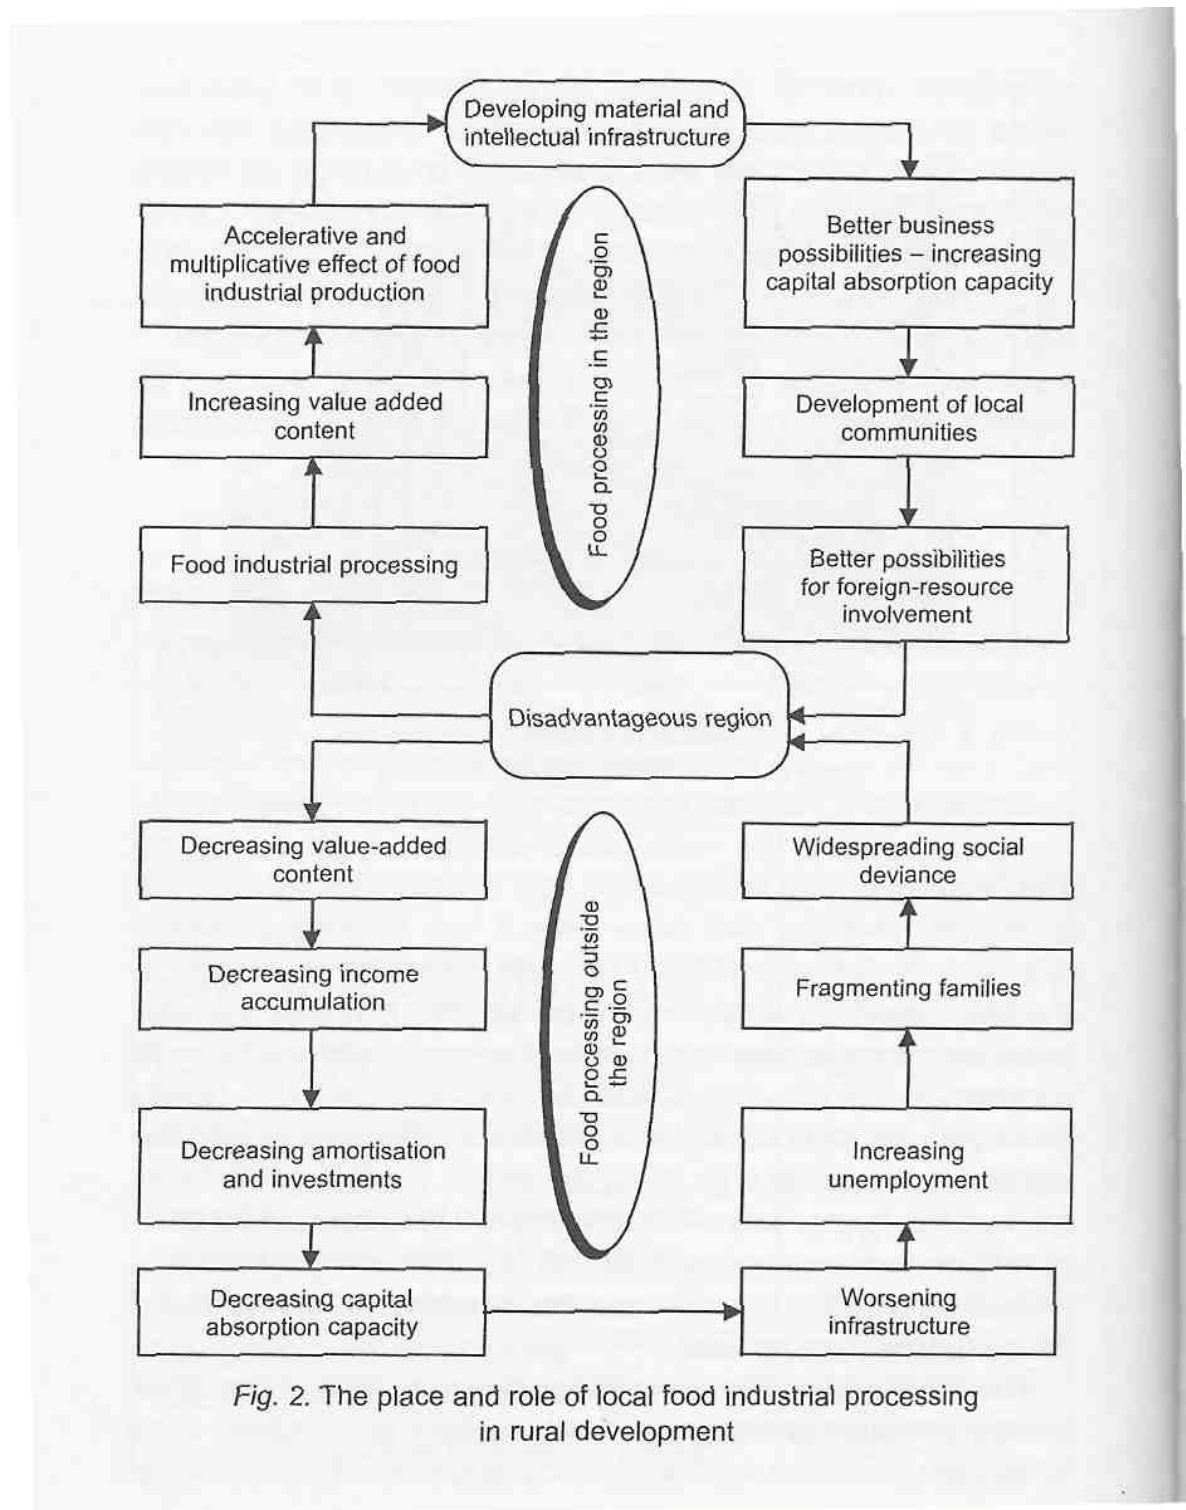 Developing material and
intellectual infrastructure
Accelerative and
multiplicative effect of food
industrial production
Better business
possibilities – increasing
capital absorption capacity
Food processing in the region
Increasing value added
content
Development of local
communities
Food industrial processing
Better possibilities
for foreign-resource
involvement
Disadvantageous region
Decreasing value-added
content
Widespreading social
deviance
Food processing outside
the region
Decreasing income
accumulation
Fragmenting families
Decreasing amortisation
and investments
Increasing
unemployment
Decreasing capital
absorption capacity
Worsening
infrastructure
Fig. 2. The place and role of local food industrial processing
in rural development